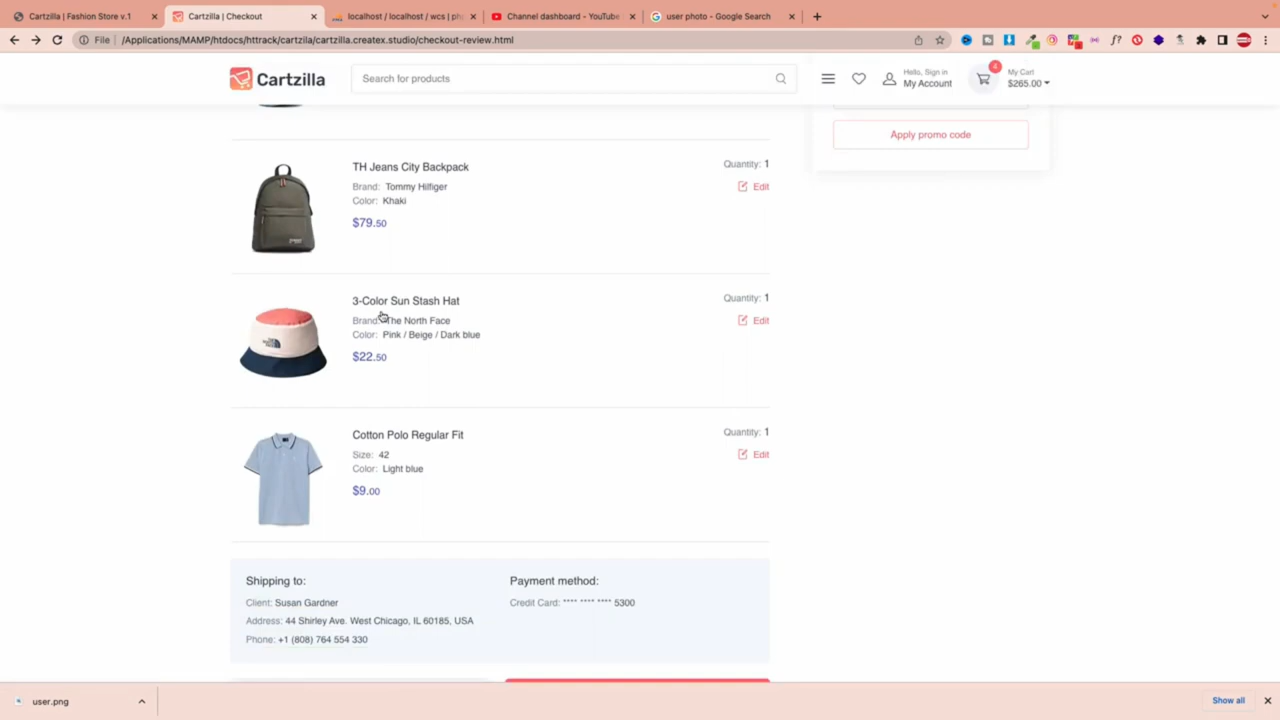 Cartzilla | Fashion Store v.1
Cartzilla | Checkout
localhost / localhost / wcs | ph
Channel dashboard - YouTube
user photo - Google Search
File /Applications/MAMP/htdocs/httrack/cartzila/cartzilla.createx.studio/checkout-review.html
Cartzilla
Search for products
Hello, Sign in
My Account
4
My Cart
$265.00
Apply promo code
TH Jeans City Backpack
Quantity: 1
Brand: Tommy Hilfiger
Edit
Color: Khaki
$79.50
3-Color Sun Stash Hat
Quantity: 1
Brand: The North Face
Edit
Color: Pink / Beige / Dark blue
$22.50
Cotton Polo Regular Fit
Quantity: 1
Size: 42
Edit
Color: Light blue
$9.00
Shipping to:
Payment method:
Client: Susan Gardner
Credit Card: **** **** **** 5300
Address: 44 Shirley Ave. West Chicago, IL 60185, USA
Phone: +1 (808) 764 554 330
user.png
Show all